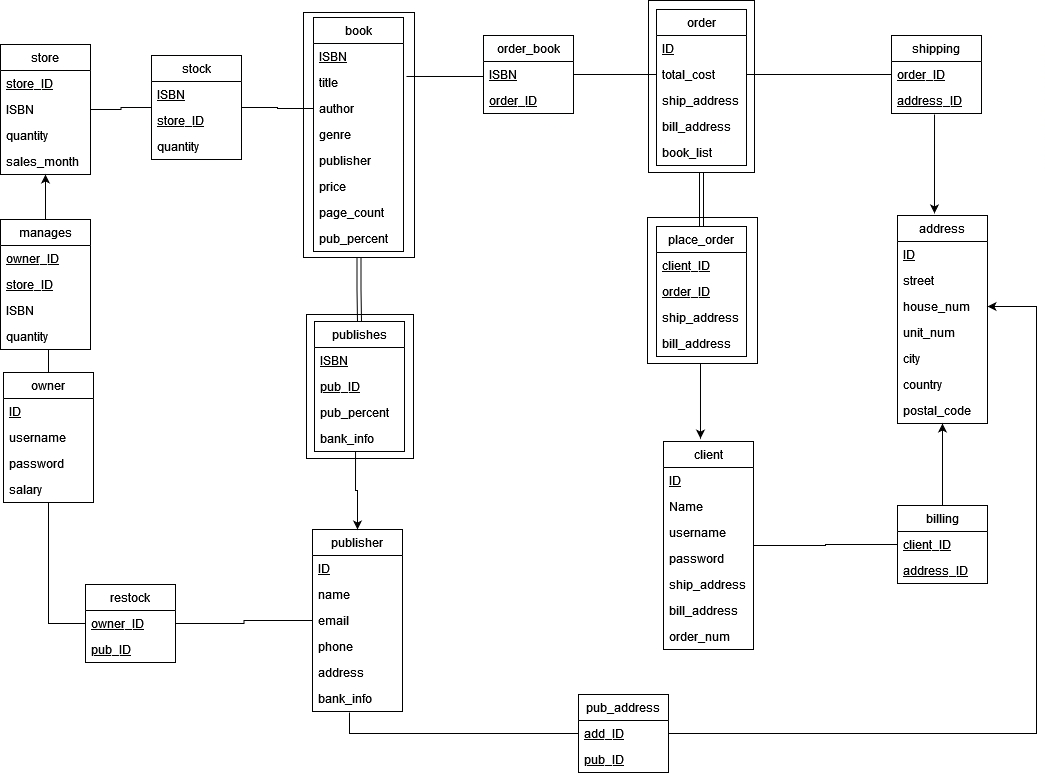 store
store_ID
ISBN
quantity
sales_month
stock
ISBN
store_ID
quantity
book
ISBN
title
author
genre
publisher
price
page_count
pub_percent
order_book
ISBN
order_ID
order
ID
total_cost
ship_address
bill_address
book_list
shipping
order_ID
address_ID
manages
owner_ID
store_ID
ISBN
quantity
owner
ID
username
password
salary
publishes
ISBN
pub_ID
pub_percent
bank_info
place_order
client_ID
order_ID
ship_address
bill_address
address
ID
street
house_num
unit_num
city
country
postal_code
client
ID
Name
username
password
ship_address
bill_address
order_num
billing
client_ID
address_ID
restock
owner_ID
pub_ID
publisher
ID
name
email
phone
address
bank_info
pub_address
add_ID
pub_ID